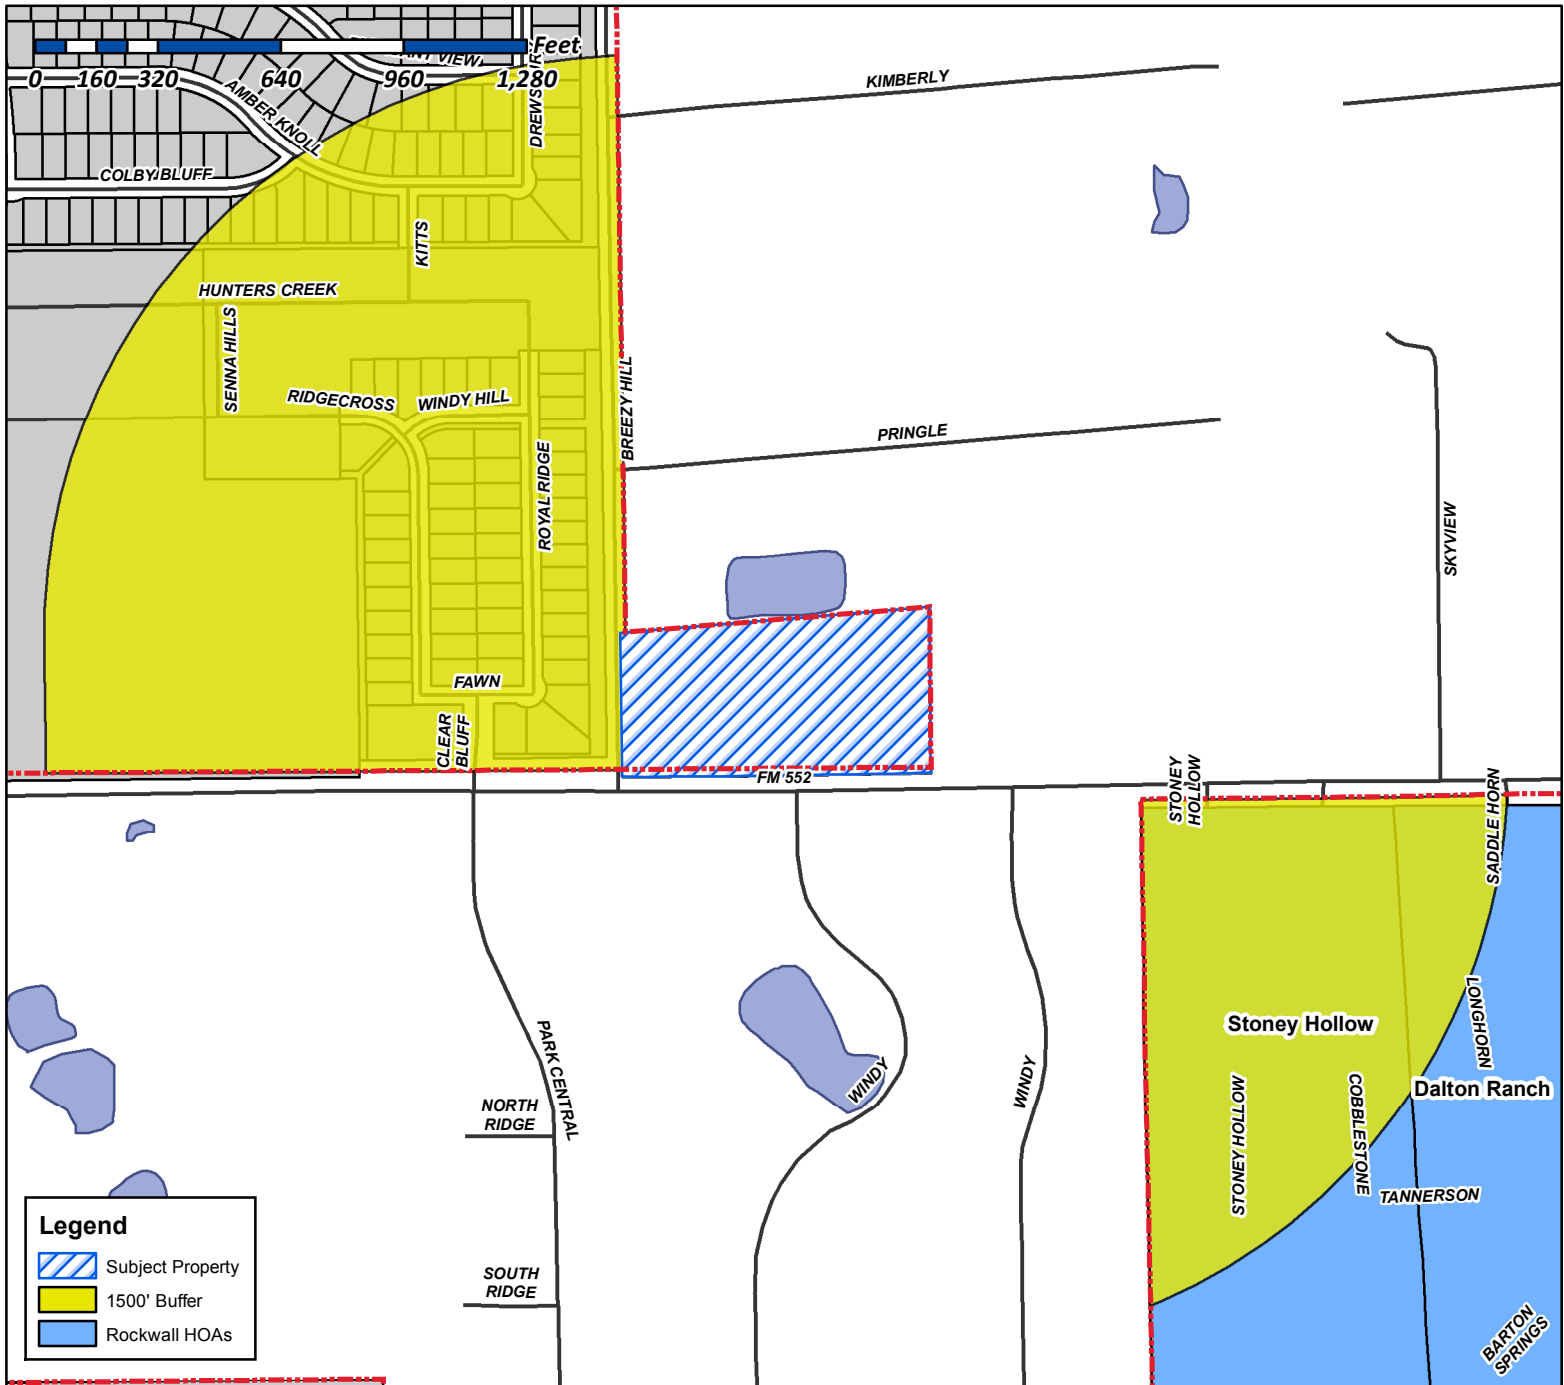 Feet
0 160 320 640 960 1,280
AMBER KNOLL
COLBY BLUFF
KITTS
KIMBERLY
HUNTERS CREEK
SENNA HILLS
RIDGECROSS
WINDY HILL
BREEZY HILL
ROYAL RIDGE
PRINGLE
SKYVIEW
FAWN
CLEAR
BLUFF
FM 552
STONEY
HOLLOW
SADDLE HORN
LONGHORN
Stoney Hollow
Dalton Ranch
PARK CENTRAL
WINDY
WINDY
NORTH
RIDGE
STONEY HOLLOW
COBBLESTONE
TANNERSON
SOUTH
RIDGE
BARTON
SPRINGS
Legend
Subject Property
1500' Buffer
Rockwall HOAs